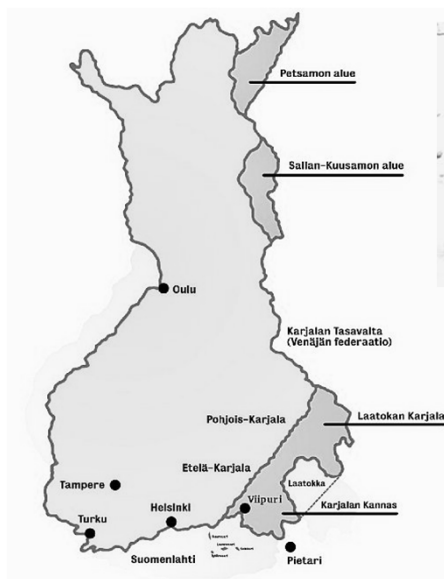 Petsamon alue
Sallan-Kuusamon alue
Oulu
Karjalan Tasavalta
(Venäjän federaatio)
Pohjois-Karjala
Laatokan Karjala
Etelä-Karjala
Tampere
Viipuri
Laatokka
Helsinki
Karjalan Kannas
Turku
Suomenlahti
Pietari